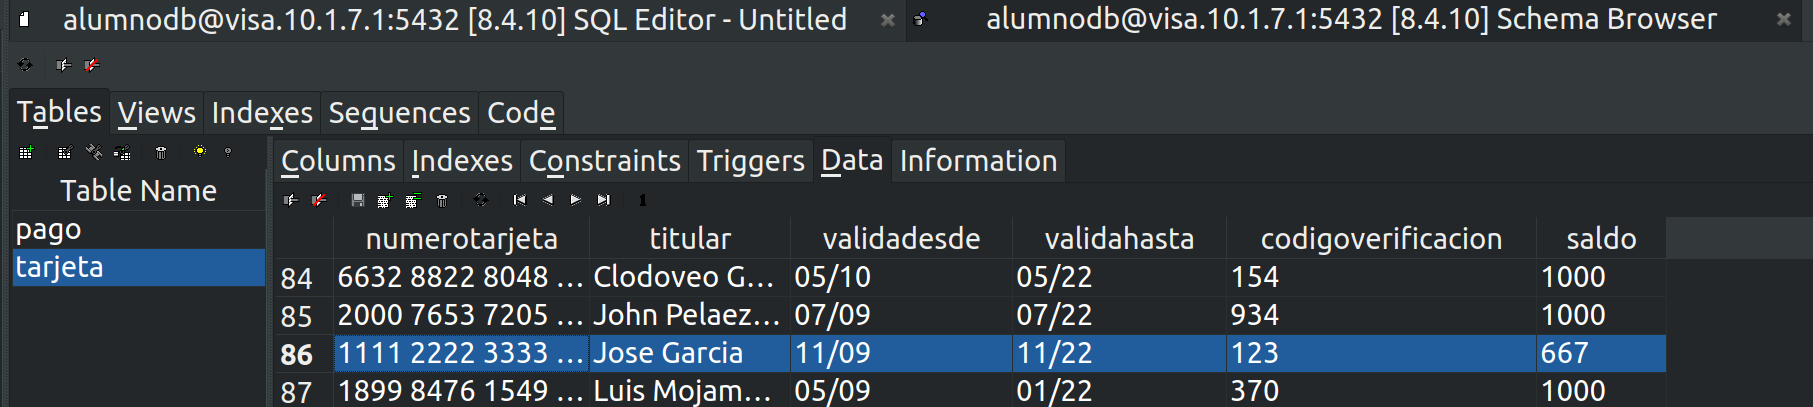 alumnodb@visa.10.1.7.1:5432 [8.4.10] SQL Editor - Untitled alumnodb@visa.10.1.7.1:5432 [8.4.10] Schema Browser
Tables Views Indexes Sequences Code
Columns Indexes Constraints Triggers Data Information
Table Name
pago
tarjeta
1
numerotarjeta titular validadesde validahasta codigoverificacion saldo
84 6632 8822 8048 ... Clodoveo G... 05/10 05/22 154 1000
85 2000 7653 7205 ... John Pelaez... 07/09 07/22 934 1000
86 1111 2222 3333 ... Jose Garcia 11/09 11/22 123 667
87 1899 8476 1549 ... Luis Mojam... 05/09 01/22 370 1000